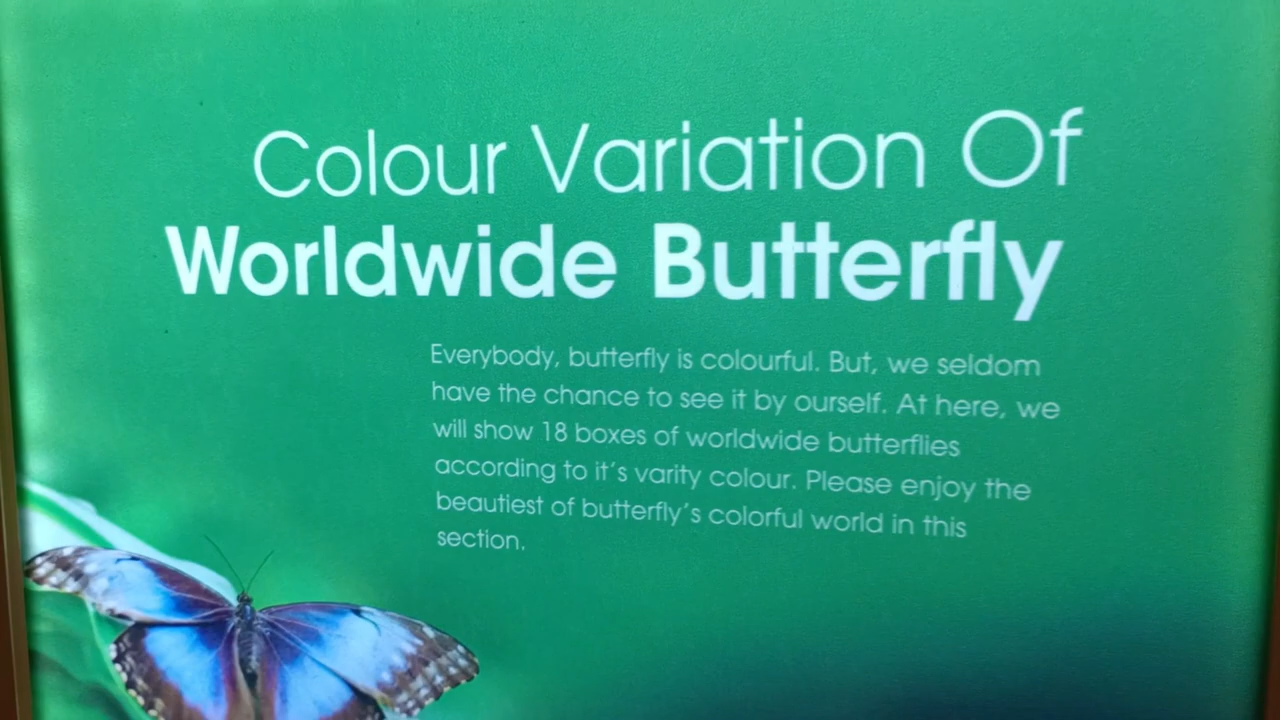 Colour Variation Of
Worldwide Butterfly
Everybody, butterfly is colourful. But, we seldom
have the chance to see it by ourself. At here, we
will show 18 boxes of worldwide butterflies
according to it's varity colour. Please enjoy the
beautiest of butterfly's colorful world in this
section.